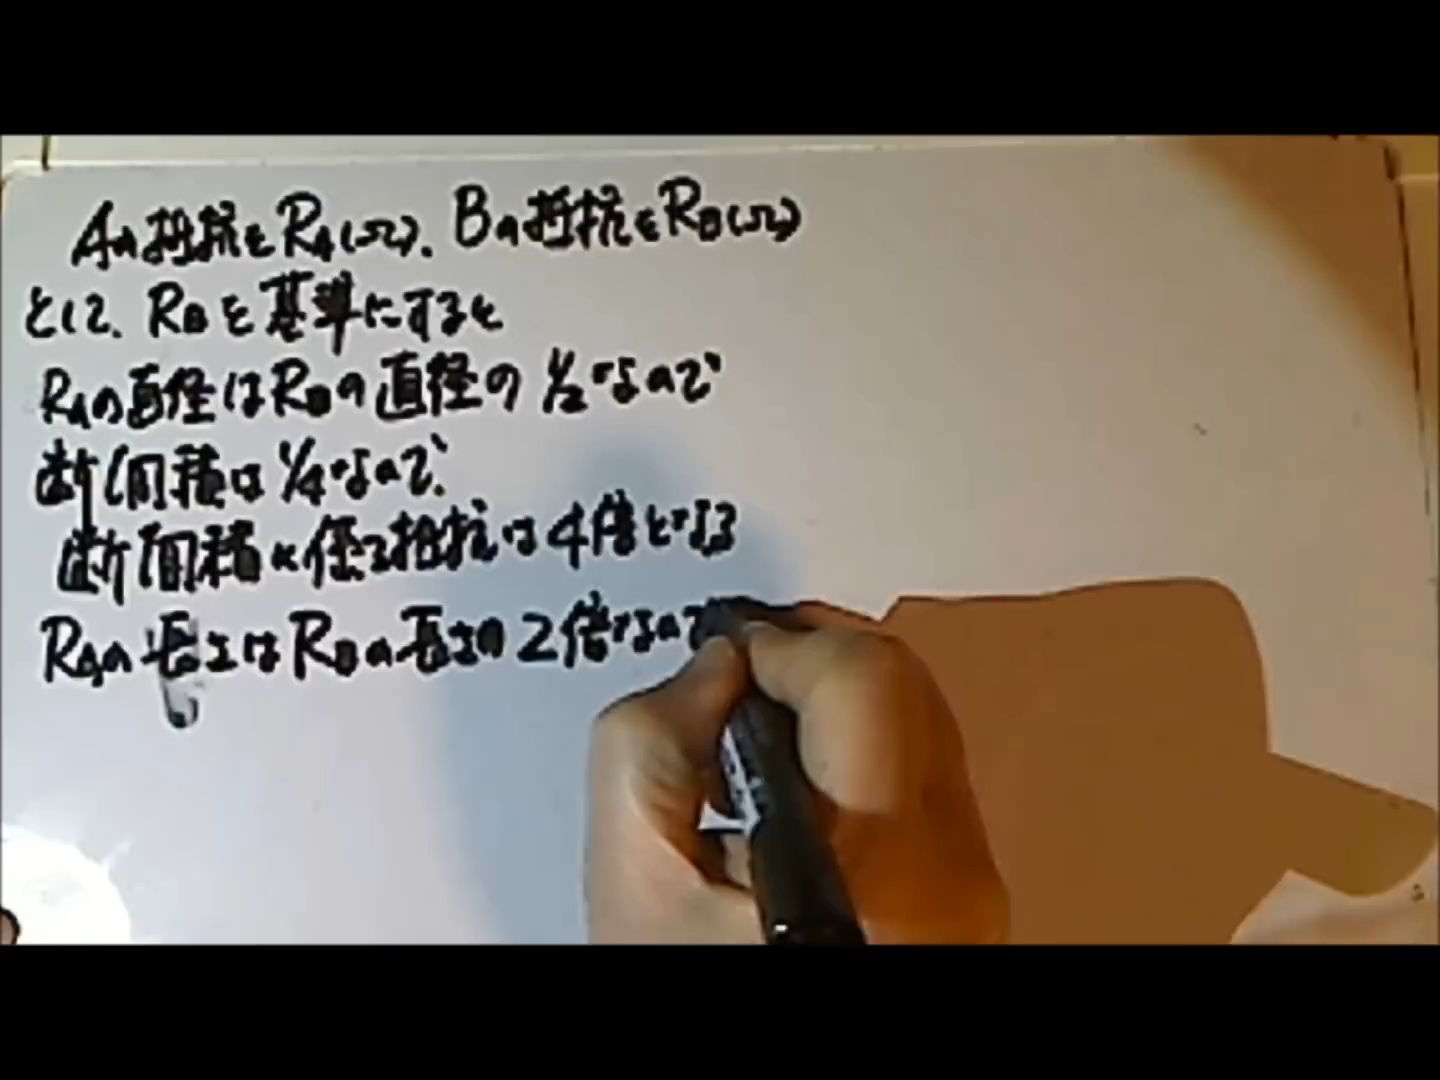 Aの抵抗をRA(Ω)、Bの抵抗をRB(Ω)
として、RBを基準にすると
RAの直径はRBの直径の1/2なので
断面積は1/4なので、
断面積に係る抵抗は4倍となる
RAの長さはRBの長さの2倍なので